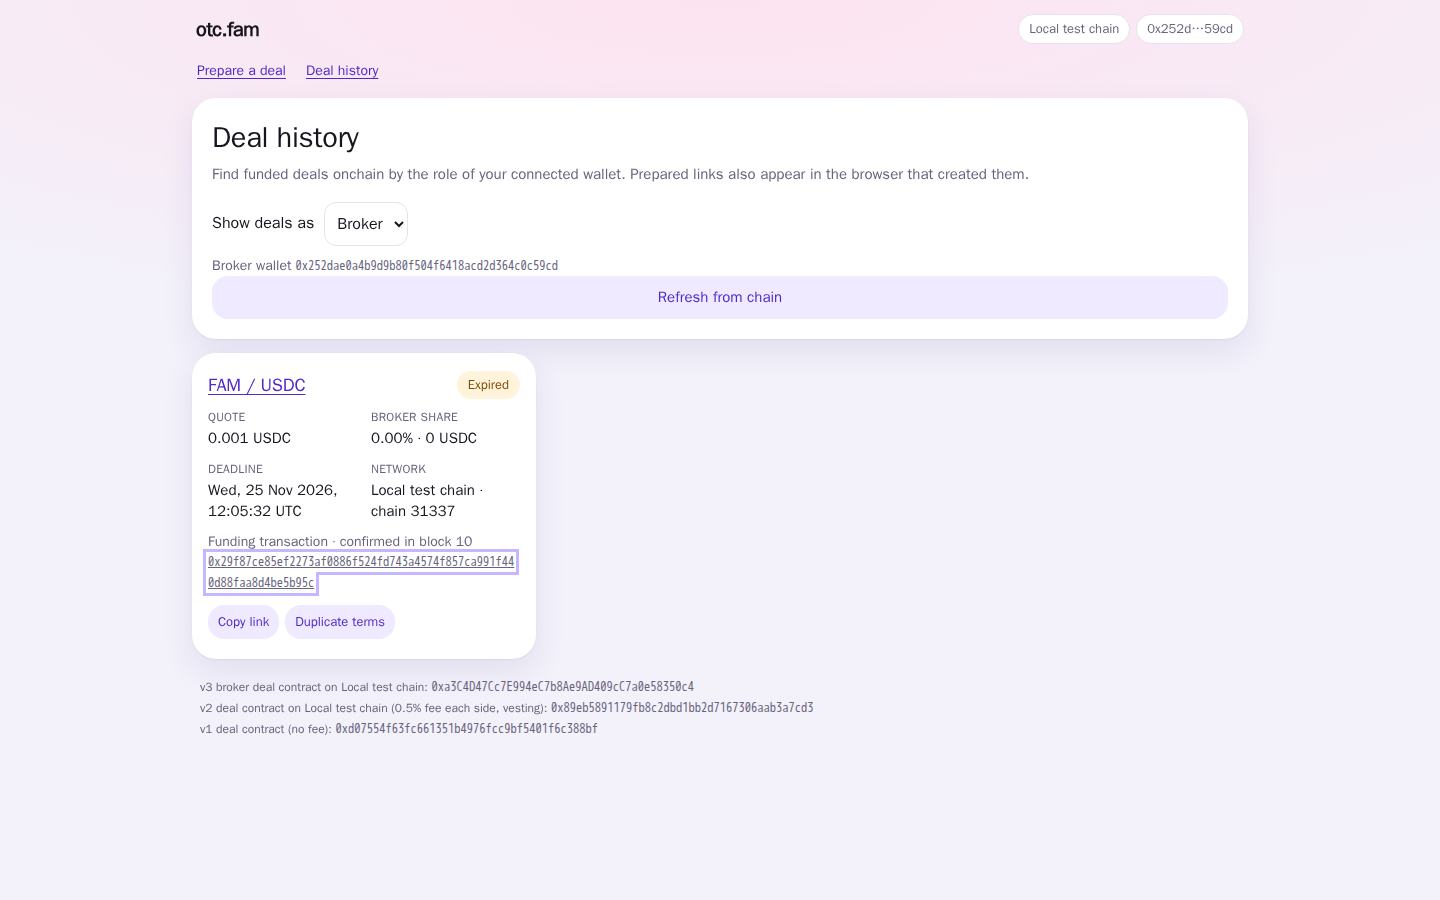 otc.fam
Local test chain
0x252d···59cd
Prepare a deal
Deal history
Deal history
Find funded deals onchain by the role of your connected wallet. Prepared links also appear in the browser that created them.
Show deals as
Broker
Broker wallet 0x252dae0a4b9d9b80f504f6418acd2d364c0c59cd
Refresh from chain
FAM / USDC
Expired
QUOTE
BROKER SHARE
0.001 USDC
0.00% · 0 USDC
DEADLINE
NETWORK
Wed, 25 Nov 2026,
Local test chain ·
12:05:32 UTC
chain 31337
Funding transaction · confirmed in block 10
0x29f87ce85ef2273af0886f524fd743a4574f857ca991f44
0d88faa8d4be5b95c
Copy link
Duplicate terms
v3 broker deal contract on Local test chain: 0xa3C4D47Cc7E994eC7b8Ae9AD409cC7a0e58350c4
v2 deal contract on Local test chain (0.5% fee each side, vesting): 0x89eb5891179fb8c2dbd1bb2d7167306aab3a7cd3
v1 deal contract (no fee): 0xd07554f63fc661351b4976fcc9bf5401f6c388bf